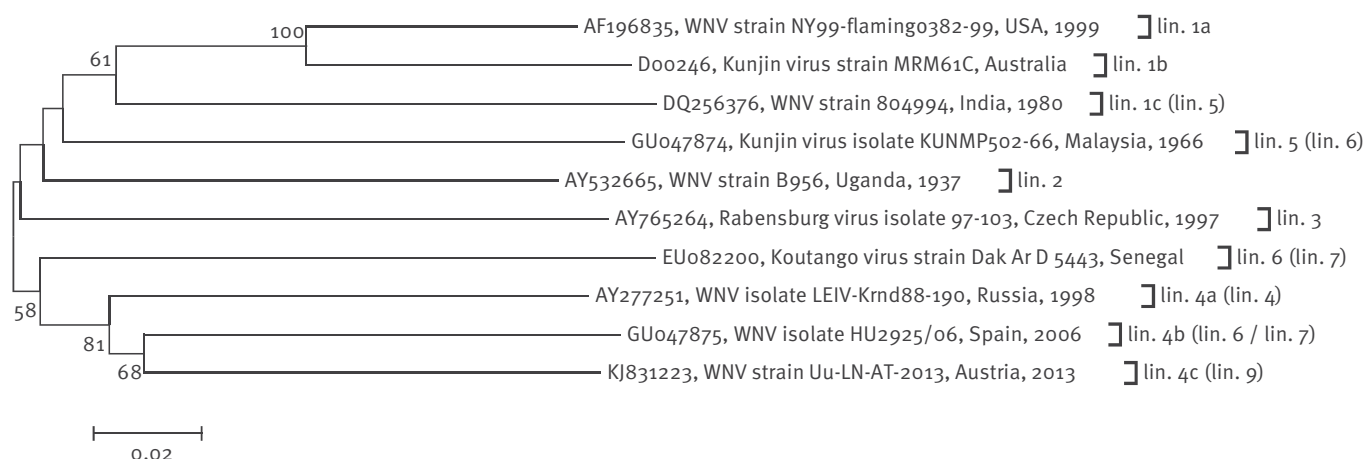 100
AF196835, WNV strain NY99-flamingo382-99, USA, 1999 lin. 1a
61
D00246, Kunjin virus strain MRM61C, Australia lin. 1b
DQ256376, WNV strain 804994, India, 1980 lin. 1c (lin. 5)
GU047874, Kunjin virus isolate KUNMP502-66, Malaysia, 1966 lin. 5 (lin. 6)
AY532665, WNV strain B956, Uganda, 1937 lin. 2
AY765264, Rabensburg virus isolate 97-103, Czech Republic, 1997 lin. 3
EU082200, Koutango virus strain Dak Ar D 5443, Senegal lin. 6 (lin. 7)
58
AY277251, WNV isolate LEIV-Krnd88-190, Russia, 1998 lin. 4a (lin. 4)
81
GU047875, WNV isolate HU2925/06, Spain, 2006 lin. 4b (lin. 6 / lin. 7)
68
KJ831223, WNV strain Uu-LN-AT-2013, Austria, 2013 lin. 4c (lin. 9)
0.02